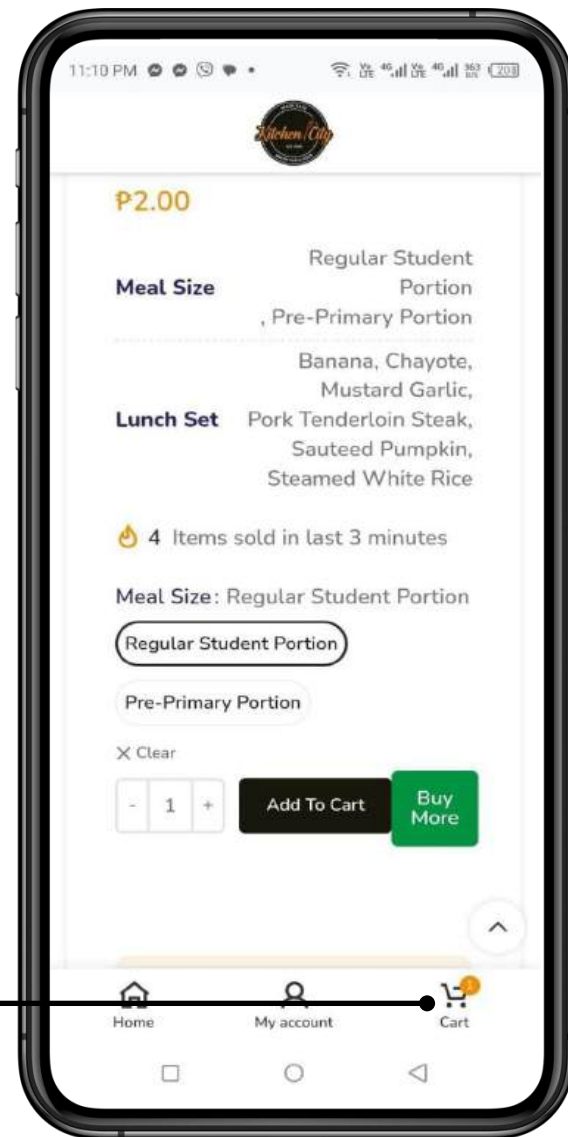 11:10 PM
Kitchen City
₱2.00
Meal Size
Regular Student
Portion
, Pre-Primary Portion
Lunch Set
Banana, Chayote,
Mustard Garlic,
Pork Tenderloin Steak,
Sauteed Pumpkin,
Steamed White Rice
4 Items sold in last 3 minutes
Meal Size: Regular Student Portion
Regular Student Portion
Pre-Primary Portion
Clear
- 1 +
Add To Cart
Buy
More
1
Home
My account
Cart